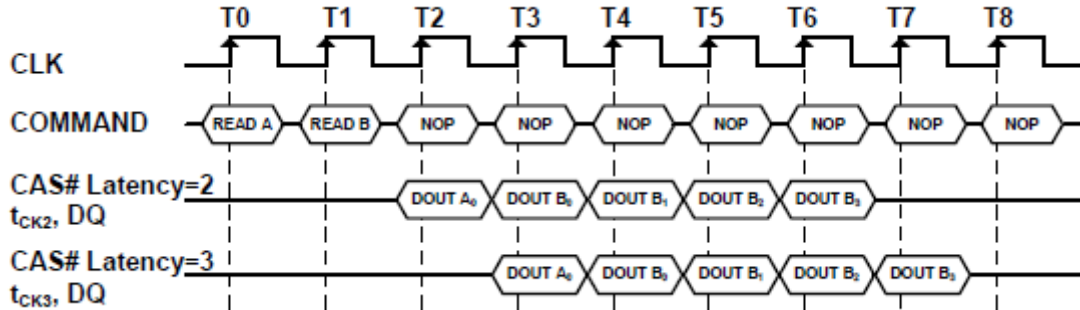 T0 T1 T2 T3 T4 T5 T6 T7 T8
CLK
COMMAND READ A READ B NOP NOP NOP NOP NOP NOP NOP
CAS# Latency=2
tCK2, DQ DOUT A0 DOUT B0 DOUT B1 DOUT B2 DOUT B3
CAS# Latency=3
tCK3, DQ DOUT A0 DOUT B0 DOUT B1 DOUT B2 DOUT B3